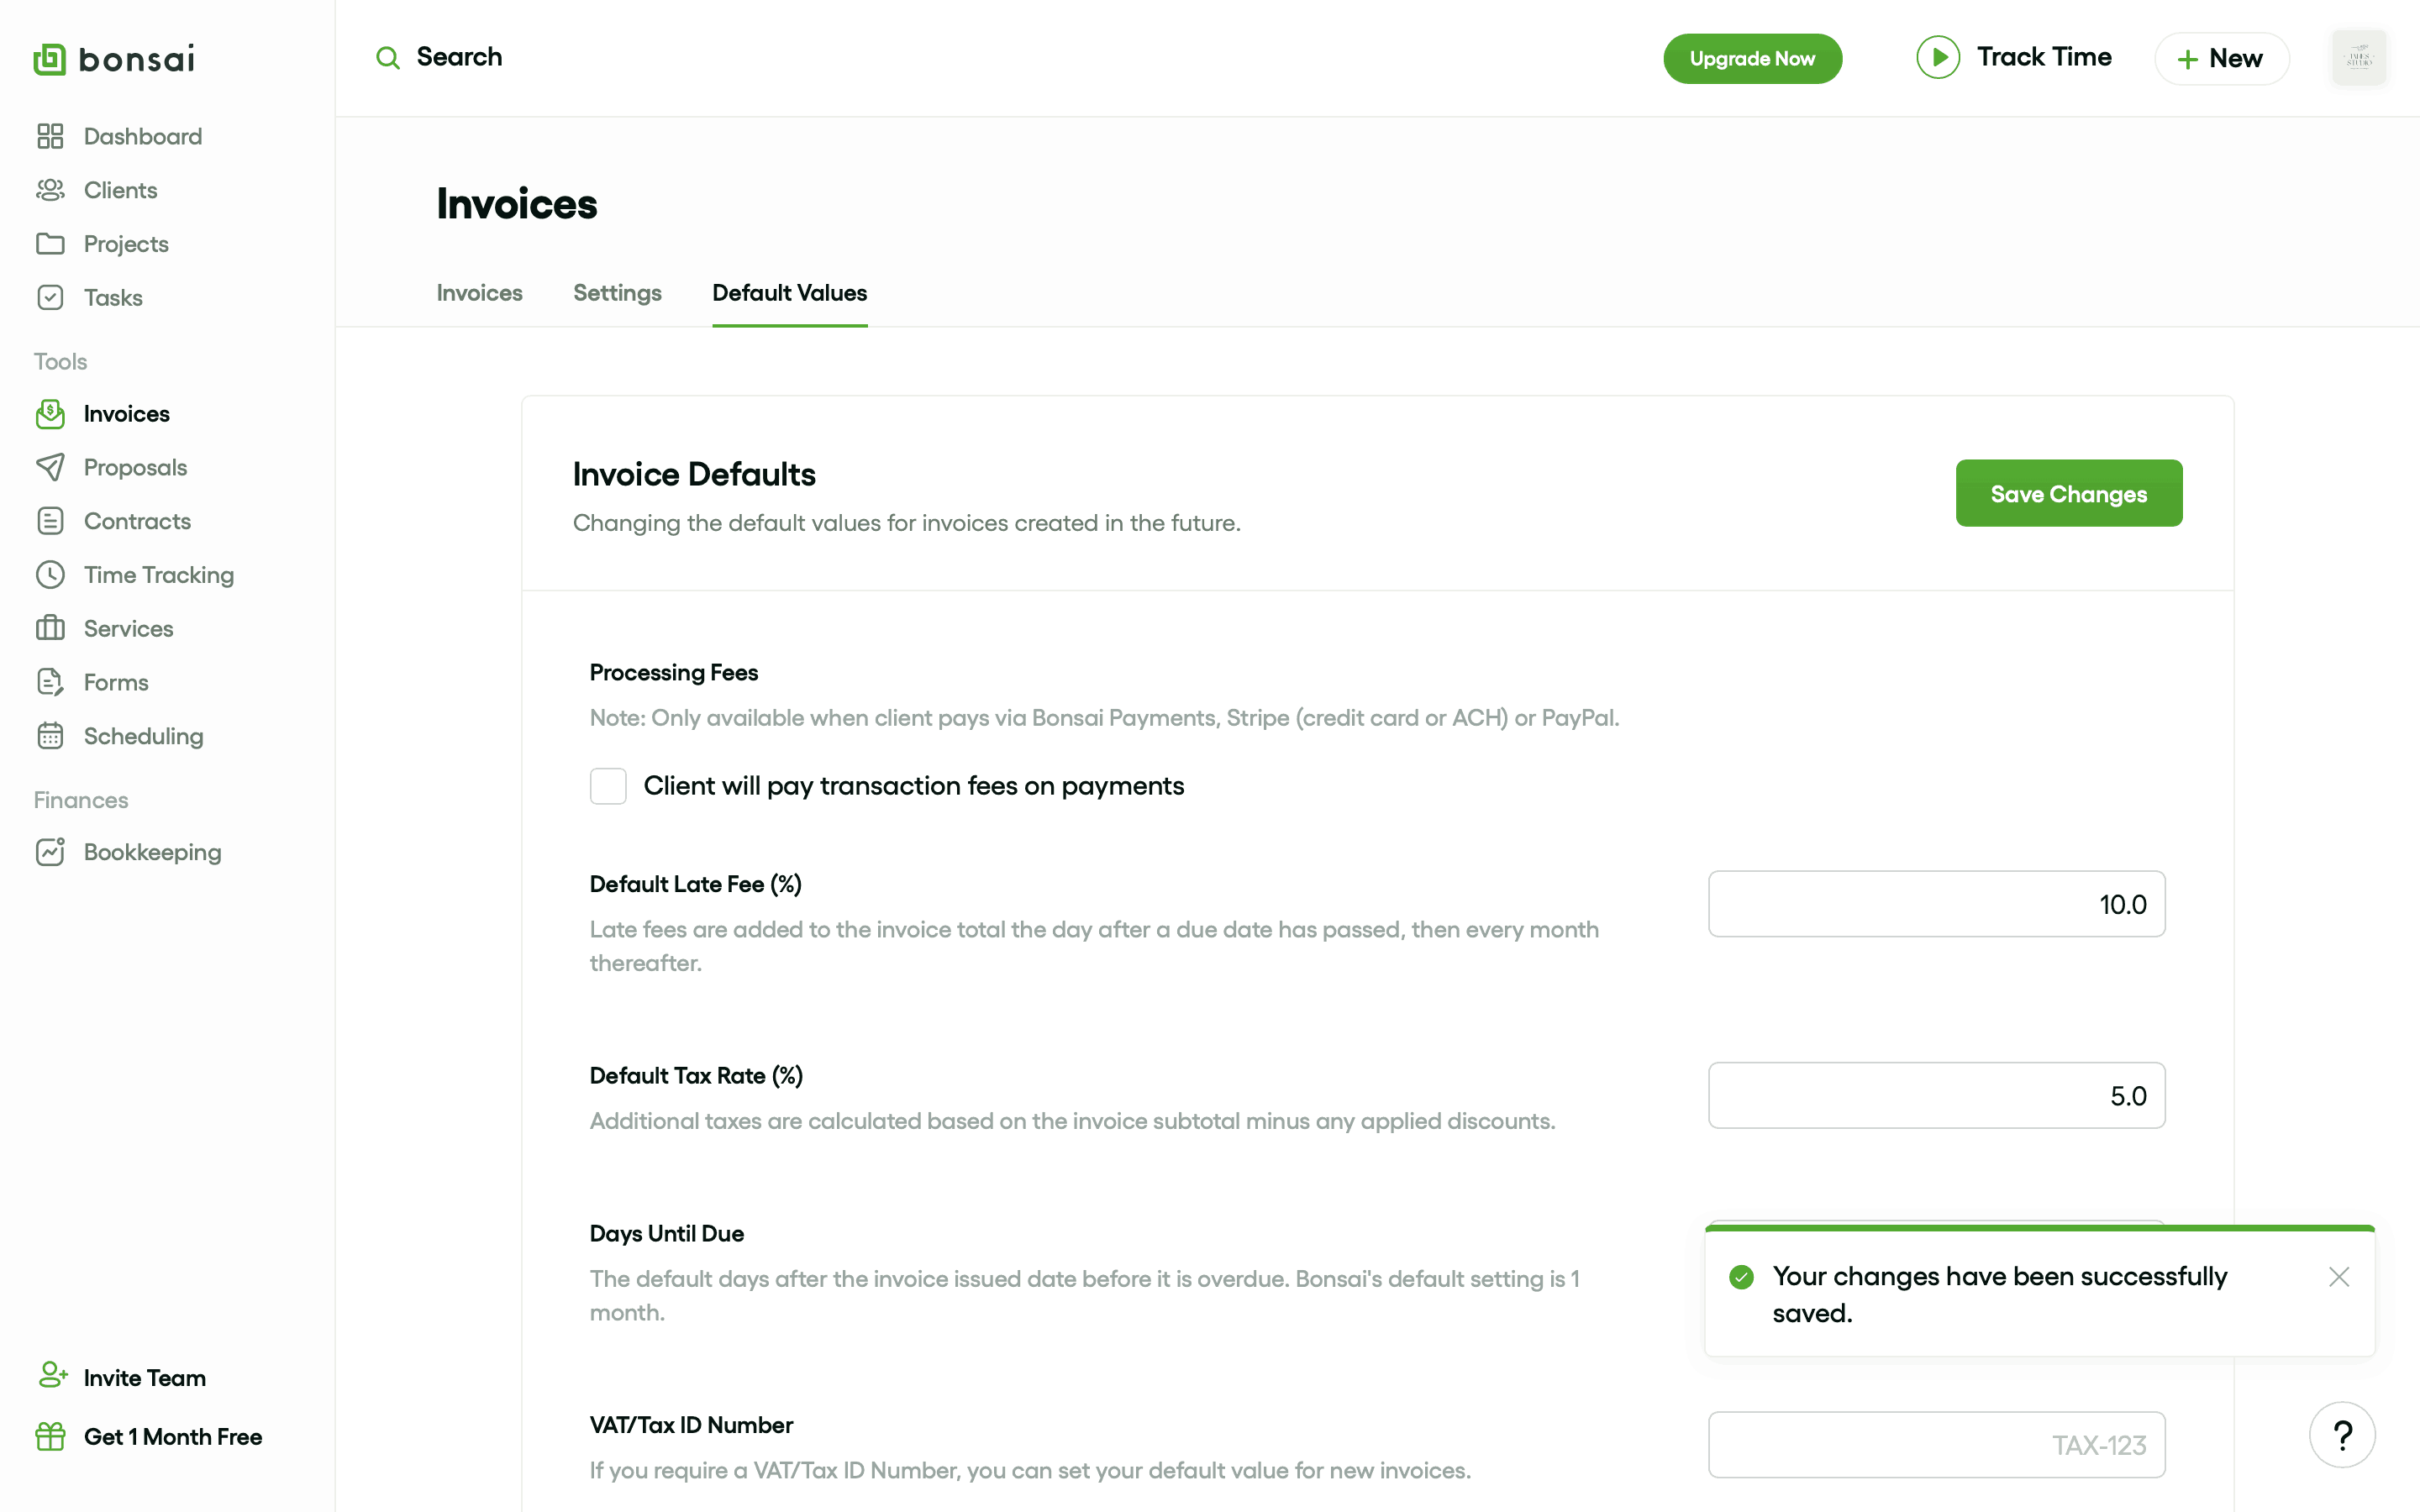 bonsai
Search
Upgrade Now
Track Time
New
Dashboard
Clients
Projects
Tasks
Tools
Invoices
Proposals
Contracts
Time Tracking
Services
Forms
Scheduling
Finances
Bookkeeping
Invite Team
Get 1 Month Free
Invoices
Invoices
Settings
Default Values
Invoice Defaults
Changing the default values for invoices created in the future.
Save Changes
Processing Fees
Note: Only available when client pays via Bonsai Payments, Stripe (credit card or ACH) or PayPal.
Client will pay transaction fees on payments
Default Late Fee (%)
Late fees are added to the invoice total the day after a due date has passed, then every month
thereafter.
10.0
Default Tax Rate (%)
Additional taxes are calculated based on the invoice subtotal minus any applied discounts.
5.0
Days Until Due
The default days after the invoice issued date before it is overdue. Bonsai's default setting is 1
month.
Your changes have been successfully
saved.
VAT/Tax ID Number
If you require a VAT/Tax ID Number, you can set your default value for new invoices.
TAX-123
?